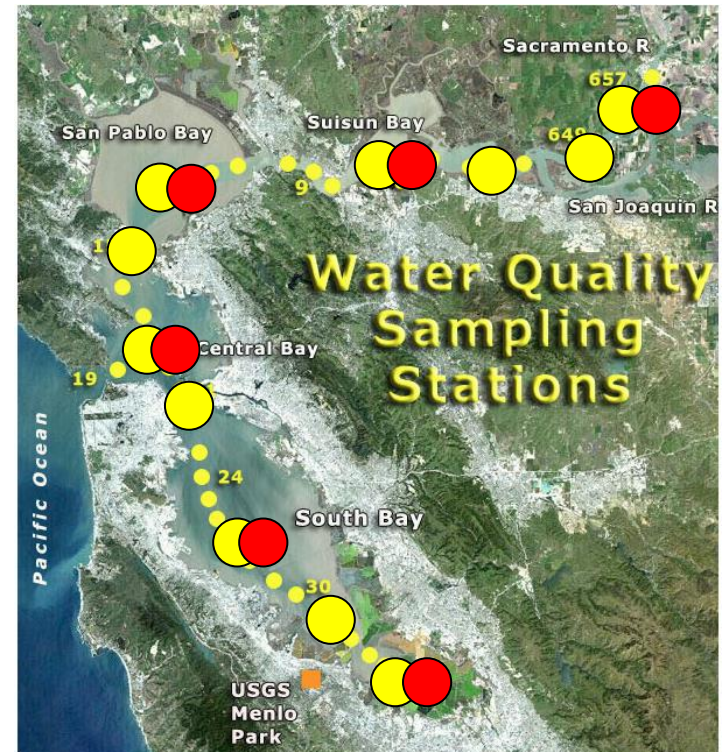 Sacramento R
657
San Pablo Bay
Suisun Bay
649
9
San Joaquin R
Water Quality
Sampling
Stations
Central Bay
19
24
Pacific Ocean
South Bay
30
USGS
Menlo
Park